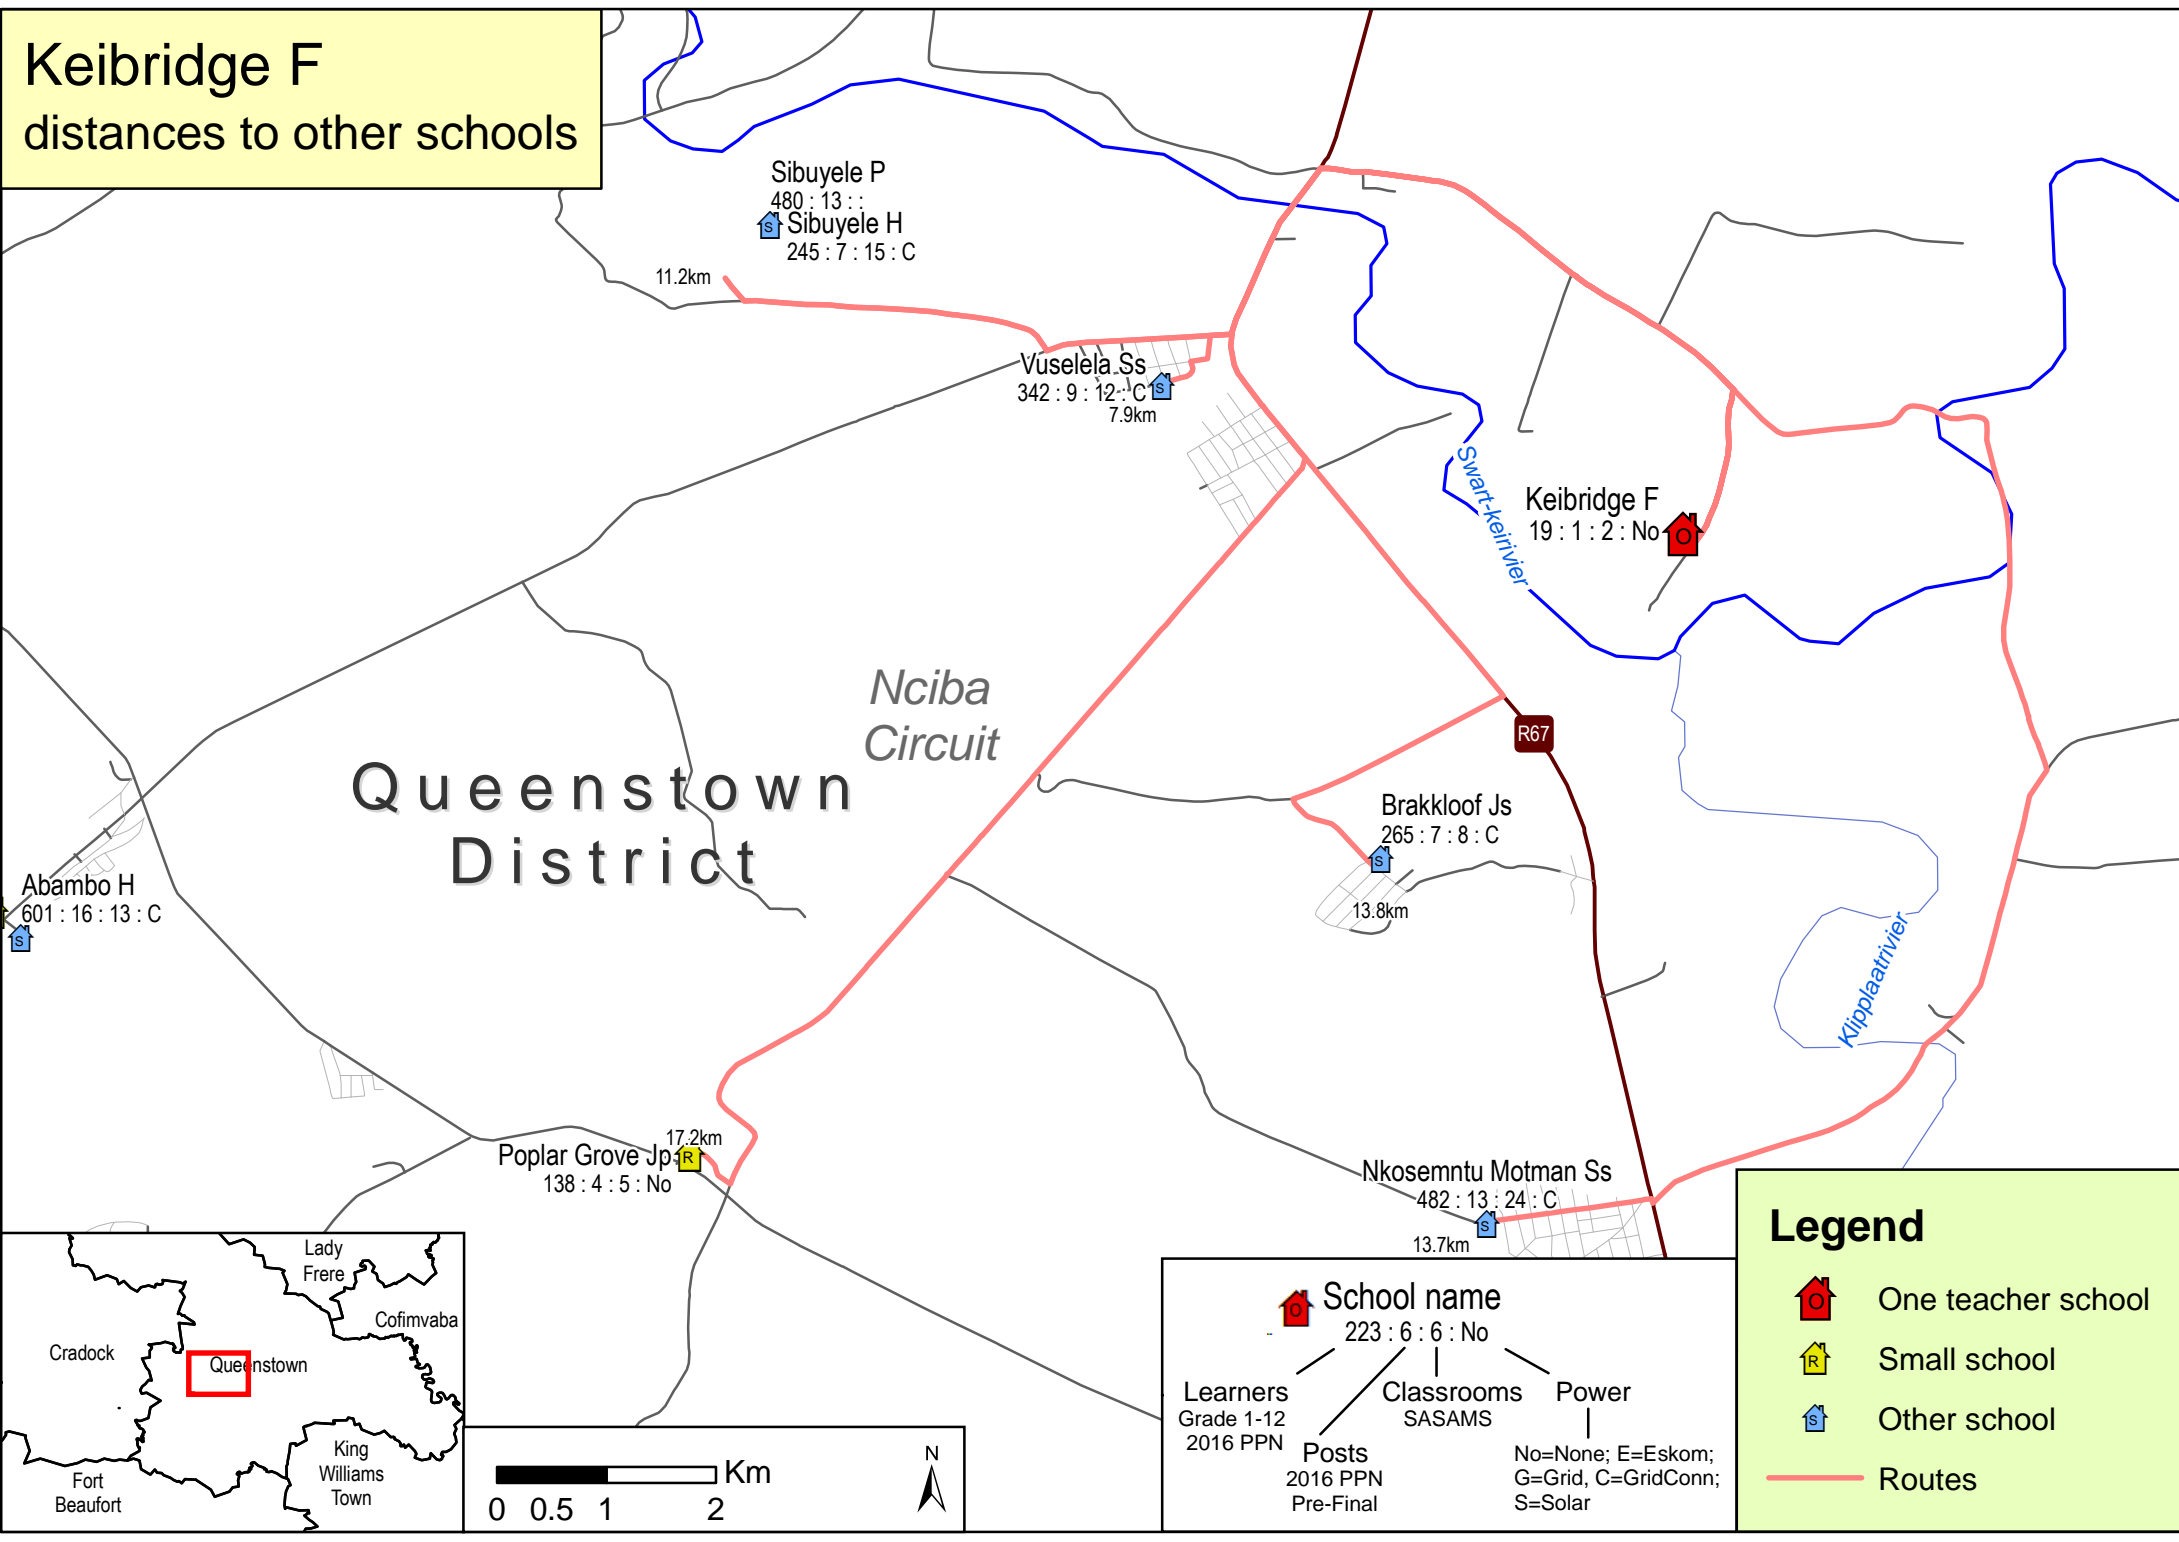 Keibridge F
distances to other schools
Sibuyele P
480 : 13 : :
S
Sibuyele H
245 : 7 : 15 : C
11.2km
Vuselela Ss
342 : 9 : 12 : C
S
7.9km
Swart-keirivier
Keibridge F
19 : 1 : 2 : No
O
Nciba
Circuit
R67
Queenstown
District
Brakkloof Js
265 : 7 : 8 : C
S
13.8km
Abambo H
601 : 16 : 13 : C
S
Klipplaatrivier
17.2km
Poplar Grove Jp
R
138 : 4 : 5 : No
Nkosemntu Motman Ss
482 : 13 : 24 : C
S
13.7km
Lady
Frere
Cofimvaba
Cradock
Queenstown
King
Williams
Town
Fort
Beaufort
Km
0 0.5 1 2
N
O
School name
223 : 6 : 6 : No
Learners
Grade 1-12
2016 PPN
Posts
2016 PPN
Pre-Final
Classrooms
SASAMS
Power
No=None; E=Eskom;
G=Grid, C=GridConn;
S=Solar
Legend
O One teacher school
R Small school
S Other school
Routes